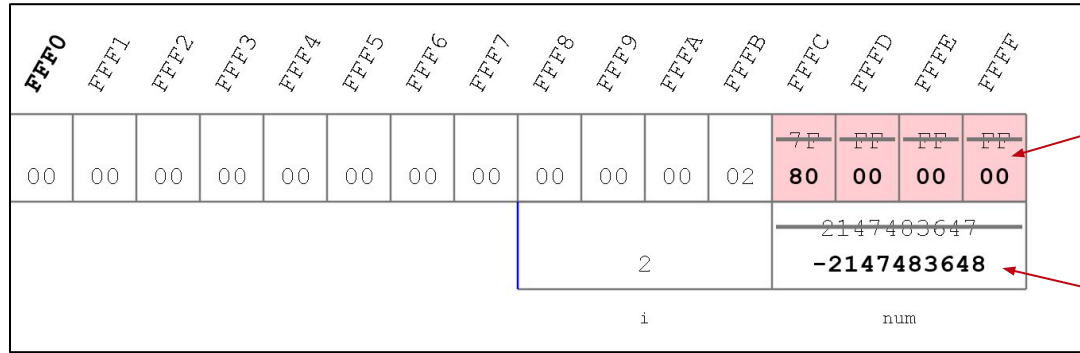 FFF0 FFF1 FFF2 FFF3 FFF4 FFF5 FFF6 FFF7 FFF8 FFF9 FFFA FFFB FFFC FFFD FFFE FFFF
7F FF FF FF
00 00 00 00 00 00 00 00 00 00 00 02 80 00 00 00
2147483647
2 -2147483648
i num